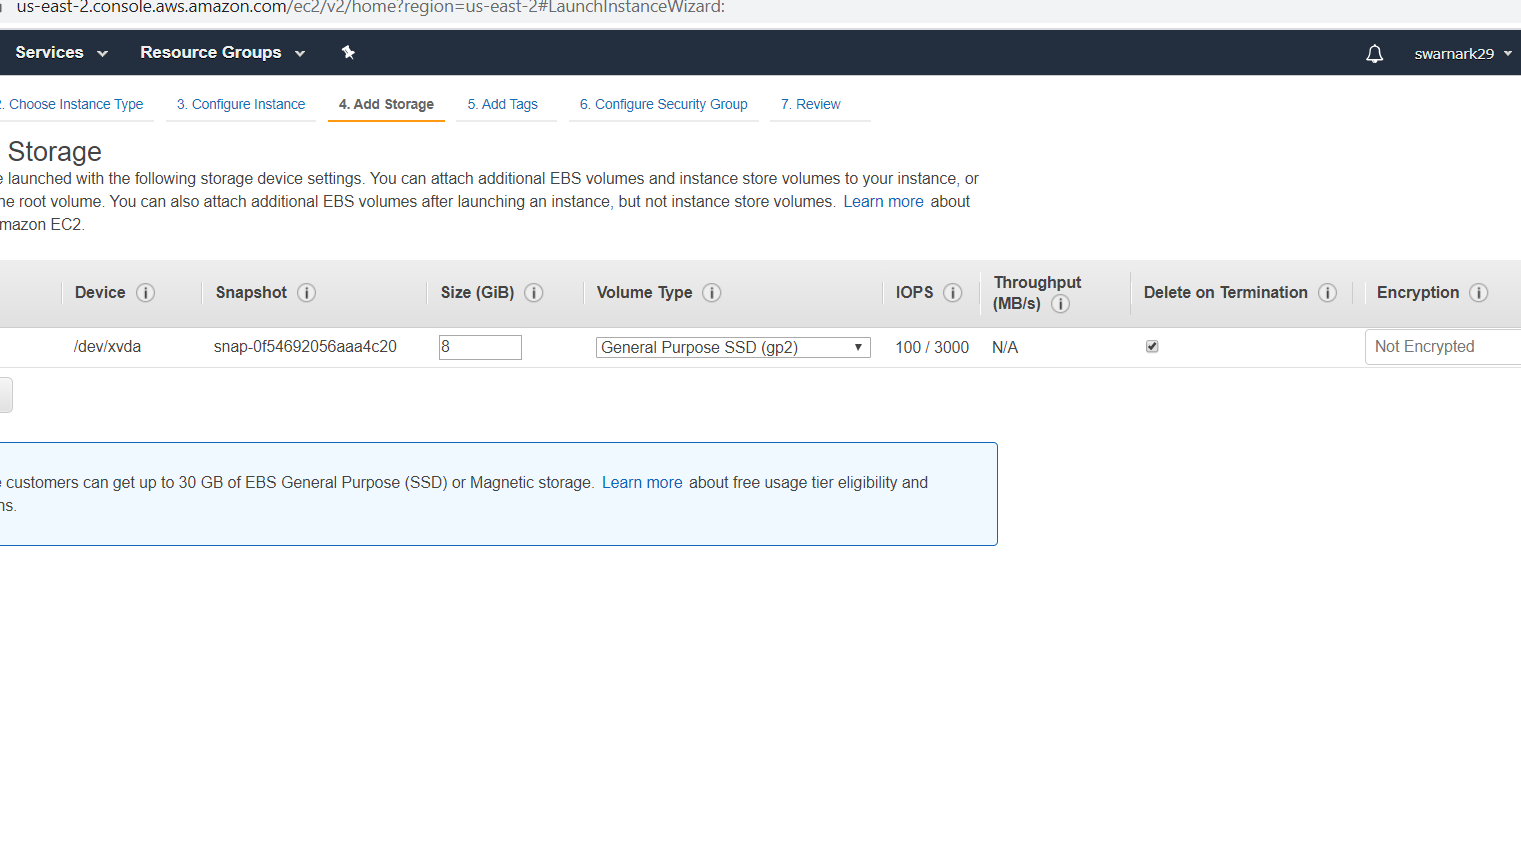 us-east-2.console.aws.amazon.com/ec2/v2/home?region=us-east-2#LaunchInstanceWizard:
Services Resource Groups swarnark29
. Choose Instance Type 3. Configure Instance 4. Add Storage 5. Add Tags 6. Configure Security Group 7. Review
Storage
launched with the following storage device settings. You can attach additional EBS volumes and instance store volumes to your instance, or
root volume. You can also attach additional EBS volumes after launching an instance, but not instance store volumes. Learn more about
mazon EC2.
Device Snapshot Size (GiB) Volume Type IOPS Throughput (MB/s) Delete on Termination Encryption
/dev/xvda snap-0f54692056aaa4c20 8 General Purpose SSD (gp2) 100 / 3000 N/A Not Encrypted
customers can get up to 30 GB of EBS General Purpose (SSD) or Magnetic storage. Learn more about free usage tier eligibility and
ns.